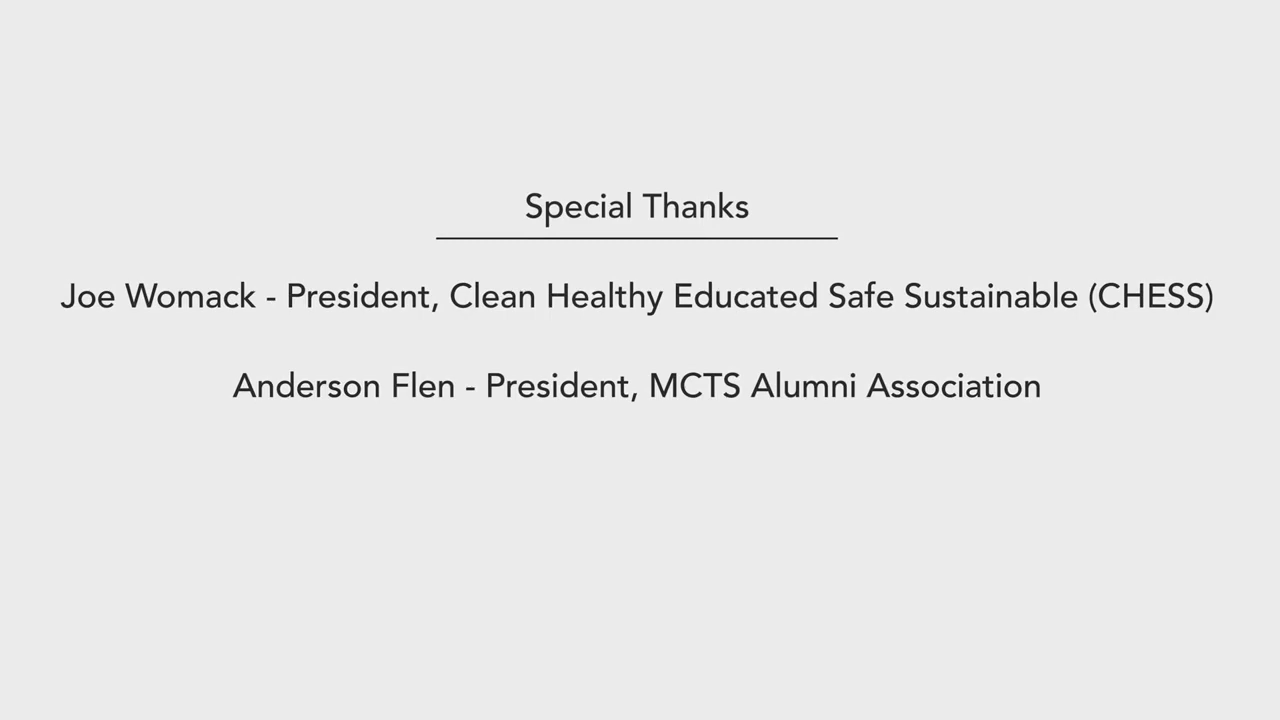 Special Thanks
Joe Womack - President, Clean Healthy Educated Safe Sustainable (CHESS)
Anderson Flen - President, MCTS Alumni Association